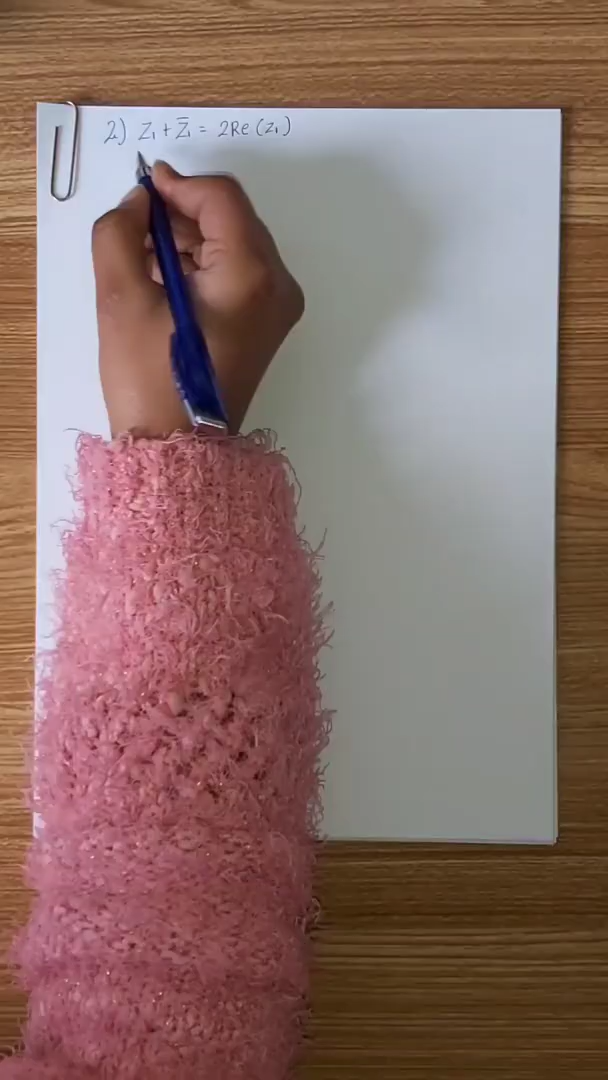 2) Z₁ + Z̄₁ = 2Re (Z₁)